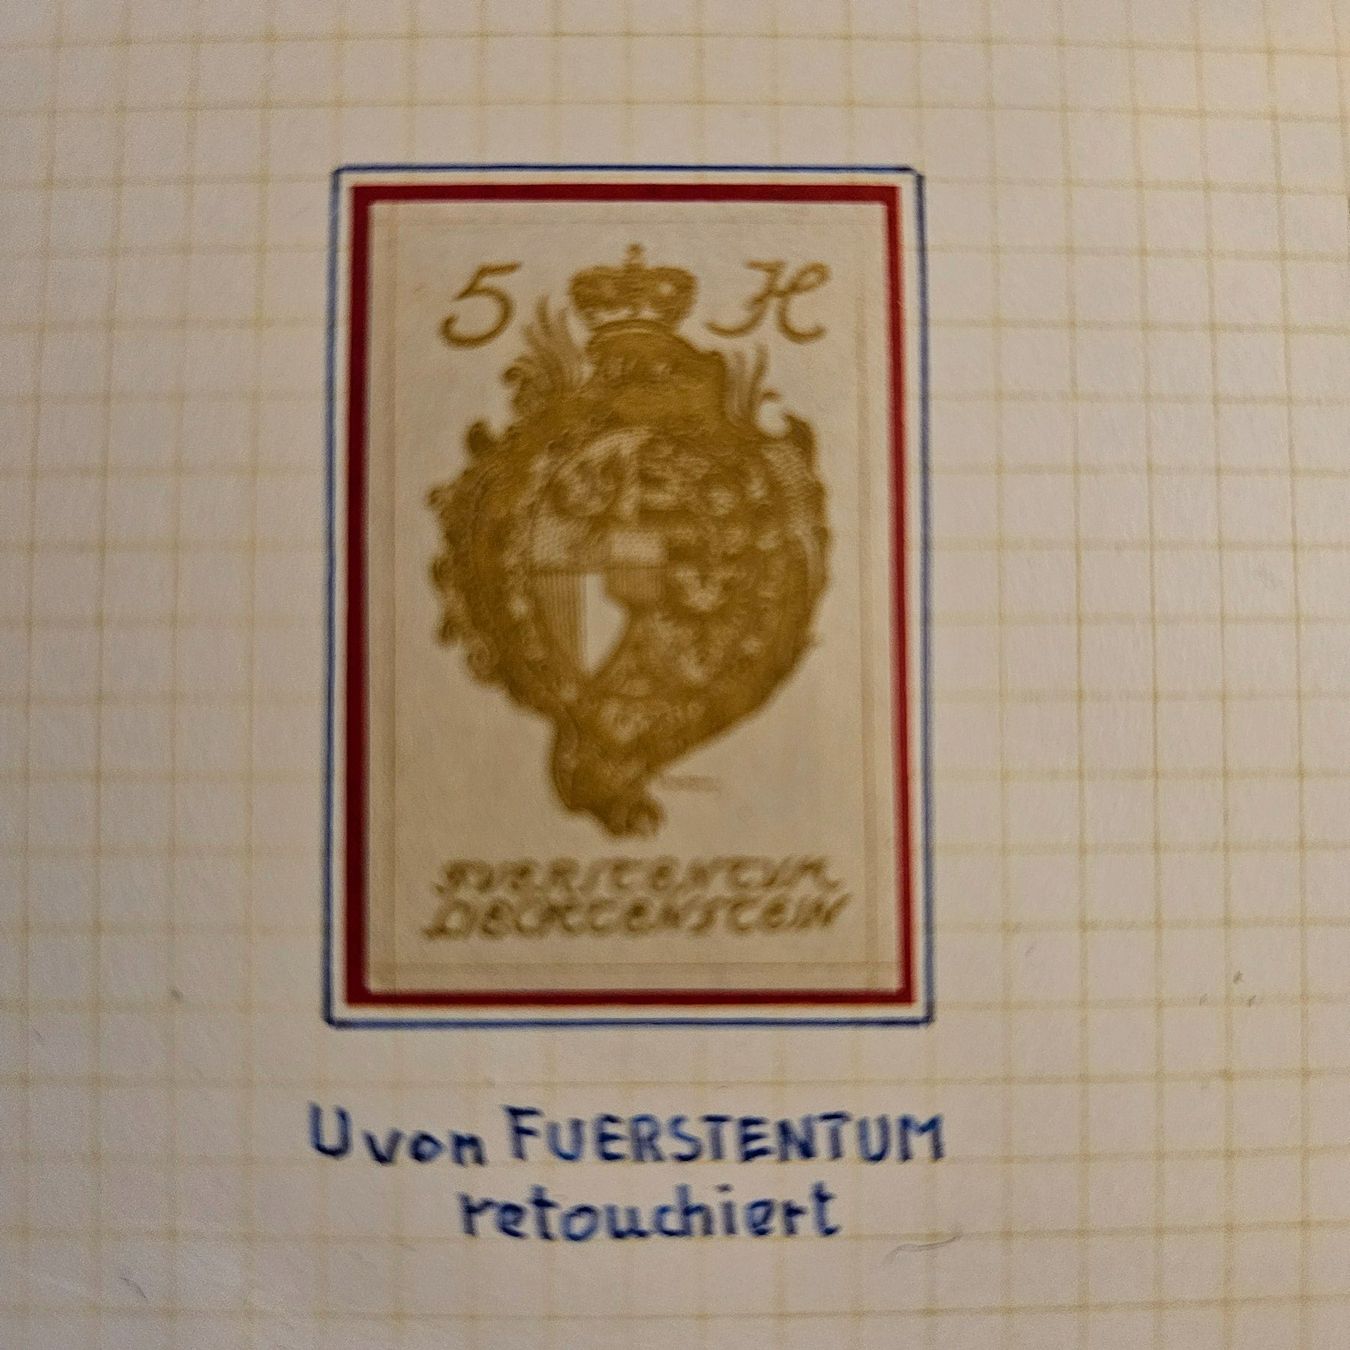 5 H
FUERSTENTUM
LIECHTENSTEIN
U von FUERSTENTUM
retouchiert